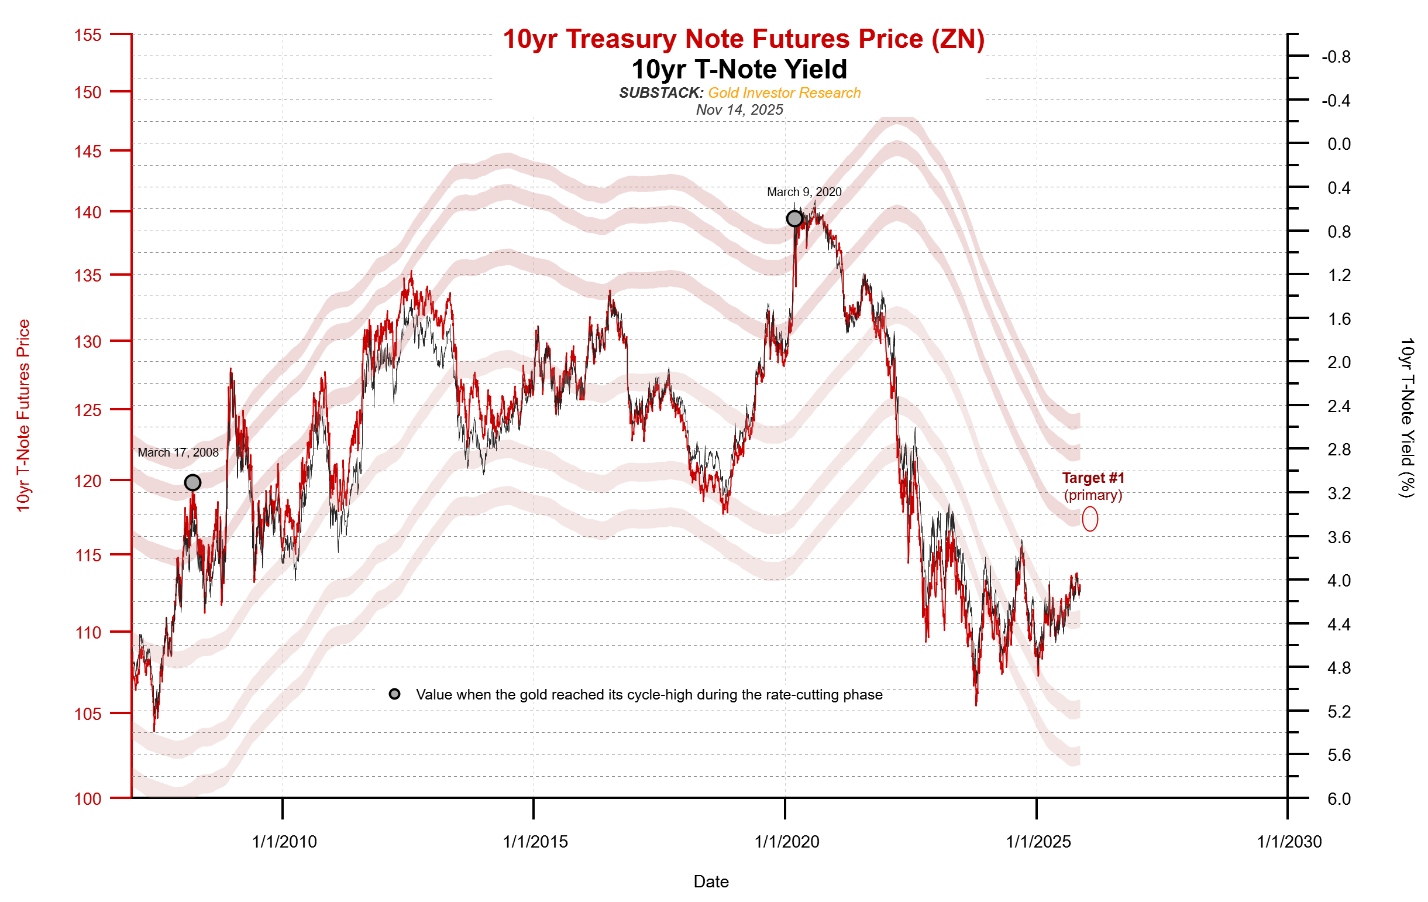 10yr Treasury Note Futures Price (ZN)
10yr T-Note Yield
SUBSTACK: Gold Investor Research
Nov 14, 2025
155
150
145
140
135
130
125
120
115
110
105
100
10yr T-Note Futures Price
-0.8
-0.4
0.0
0.4
0.8
1.2
1.6
2.0
2.4
2.8
3.2
3.6
4.0
4.4
4.8
5.2
5.6
6.0
10yr T-Note Yield (%)
March 9, 2020
March 17, 2008
Target #1
(primary)
Value when the gold reached its cycle-high during the rate-cutting phase
1/1/2010
1/1/2015
1/1/2020
1/1/2025
1/1/2030
Date